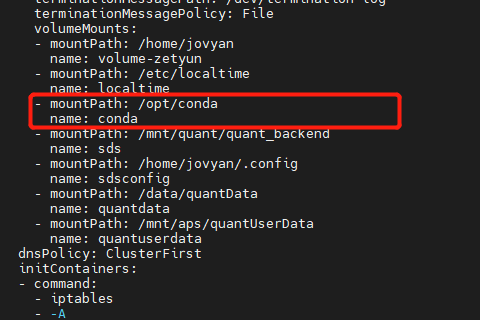 terminationMessagePath: /dev/termination-log
terminationMessagePolicy: File
volumeMounts:
- mountPath: /home/jovyan
name: volume-zetyun
- mountPath: /etc/localtime
name: localtime
- mountPath: /opt/conda
name: conda
- mountPath: /mnt/quant/quant_backend
name: sds
- mountPath: /home/jovyan/.config
name: sdsconfig
- mountPath: /data/quantData
name: quantdata
- mountPath: /mnt/aps/quantUserData
name: quantuserdata
dnsPolicy: ClusterFirst
initContainers:
- command:
- iptables
- -A